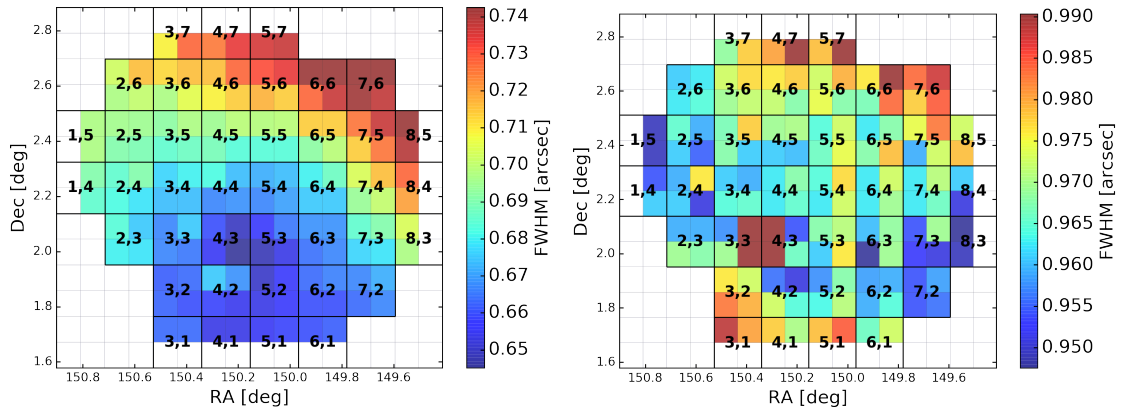 2.8
2.6
2.4
2.2
2.0
1.8
1.6
Dec [deg]
3,7 4,7 5,7
2,6 3,6 4,6 5,6 6,6 7,6
1,5 2,5 3,5 4,5 5,5 6,5 7,5 8,5
1,4 2,4 3,4 4,4 5,4 6,4 7,4 8,4
2,3 3,3 4,3 5,3 6,3 7,3 8,3
3,2 4,2 5,2 6,2 7,2
3,1 4,1 5,1 6,1
150.8 150.6 150.4 150.2 150.0 149.8 149.6
RA [deg]
0.74
0.73
0.72
0.71
0.70
0.69
0.68
0.67
0.66
0.65
FWHM [arcsec]
2.8
2.6
2.4
2.2
2.0
1.8
1.6
Dec [deg]
3,7 4,7 5,7
2,6 3,6 4,6 5,6 6,6 7,6
1,5 2,5 3,5 4,5 5,5 6,5 7,5 8,5
1,4 2,4 3,4 4,4 5,4 6,4 7,4 8,4
2,3 3,3 4,3 5,3 6,3 7,3 8,3
3,2 4,2 5,2 6,2 7,2
3,1 4,1 5,1 6,1
150.8 150.6 150.4 150.2 150.0 149.8 149.6
RA [deg]
0.990
0.985
0.980
0.975
0.970
0.965
0.960
0.955
0.950
FWHM [arcsec]